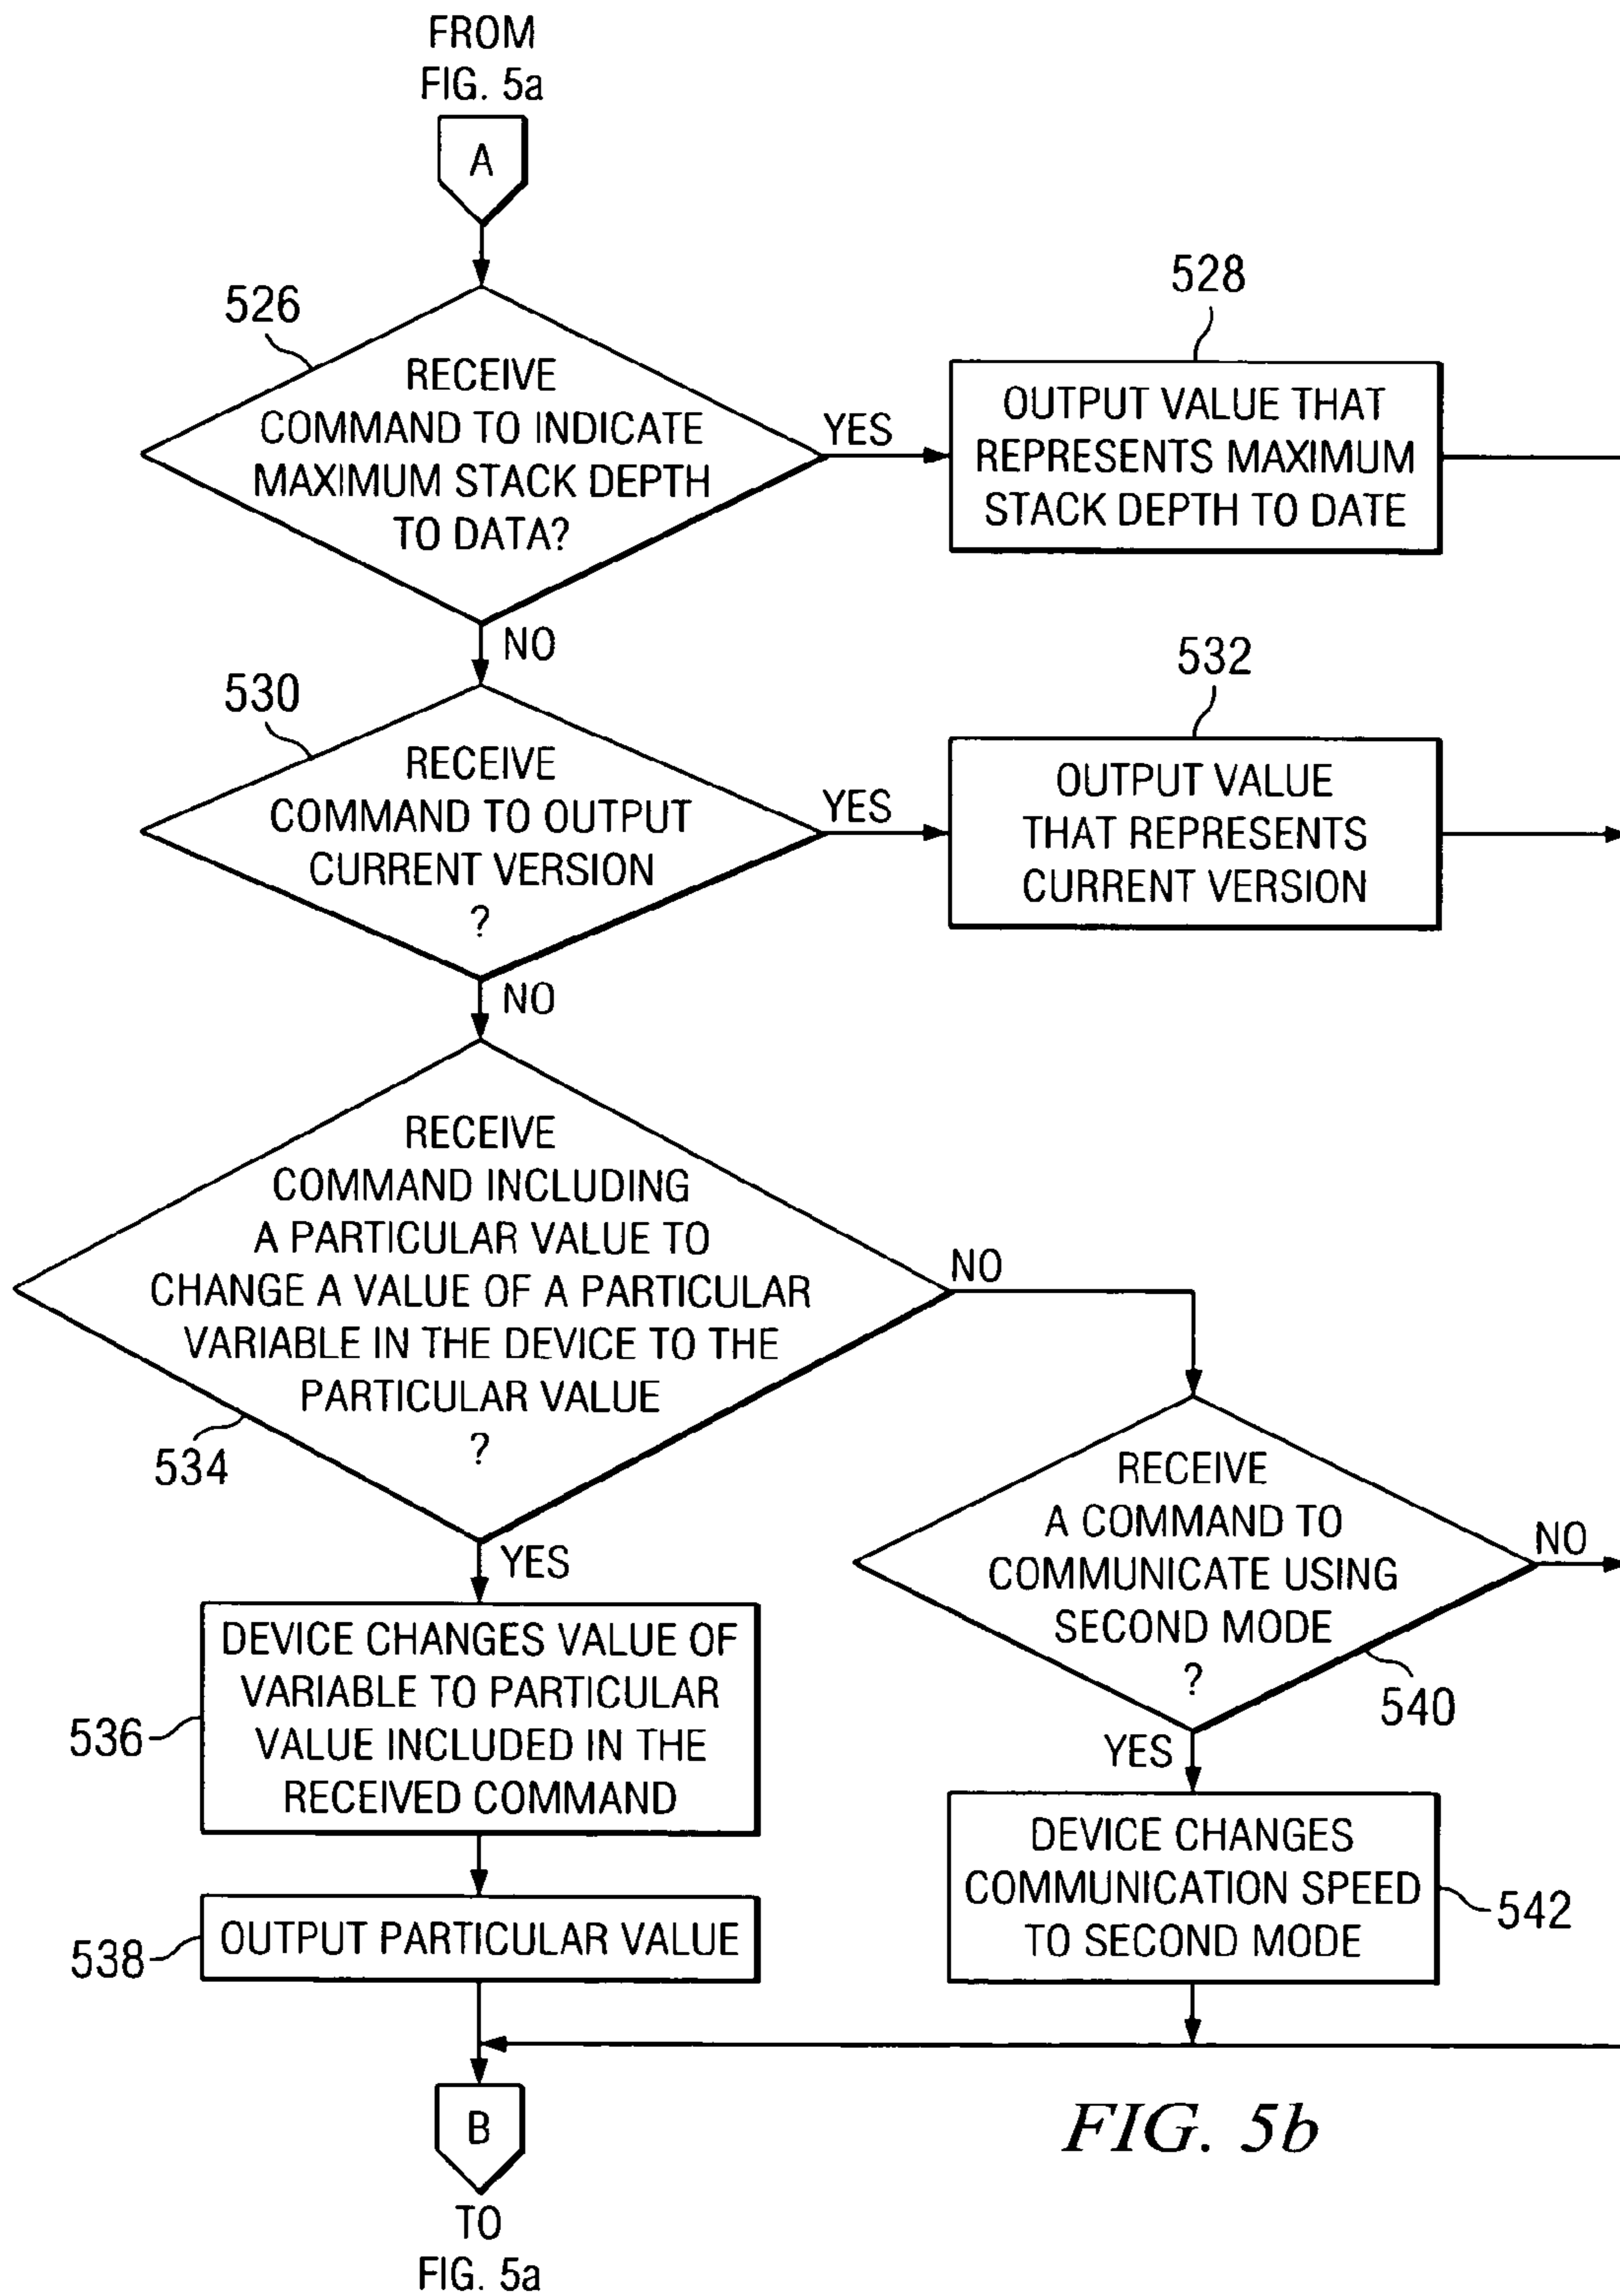 FROM
FIG. 5a
A
526
RECEIVE
COMMAND TO INDICATE
MAXIMUM STACK DEPTH
TO DATA?
YES
528
OUTPUT VALUE THAT
REPRESENTS MAXIMUM
STACK DEPTH TO DATE
NO
530
RECEIVE
COMMAND TO OUTPUT
CURRENT VERSION
?
YES
532
OUTPUT VALUE
THAT REPRESENTS
CURRENT VERSION
NO
RECEIVE
COMMAND INCLUDING
A PARTICULAR VALUE TO
CHANGE A VALUE OF A PARTICULAR
VARIABLE IN THE DEVICE TO THE
PARTICULAR VALUE
?
534
NO
YES
RECEIVE
A COMMAND TO
COMMUNICATE USING
SECOND MODE
?
540
NO
YES
536
DEVICE CHANGES VALUE OF
VARIABLE TO PARTICULAR
VALUE INCLUDED IN THE
RECEIVED COMMAND
538
OUTPUT PARTICULAR VALUE
DEVICE CHANGES
COMMUNICATION SPEED
TO SECOND MODE
542
B
TO
FIG. 5a
FIG. 5b